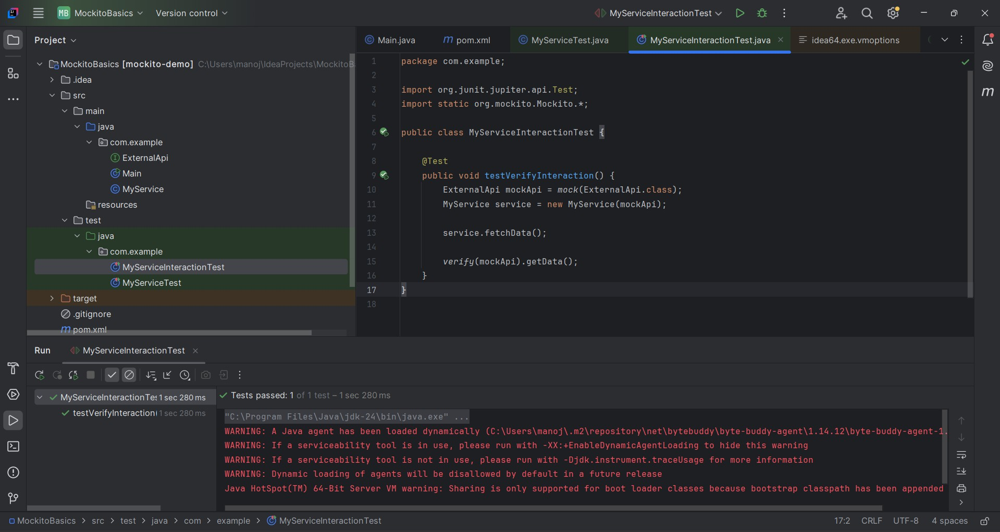 MB MockitoBasics Version control MyServiceInteractionTest
Project
Main.java pom.xml MyServiceTest.java MyServiceInteractionTest.java idea64.exe.vmoptions
MockitoBasics [mockito-demo] C:\Users\manoj\IdeaProjects\MockitoB
.idea
src
main
java
com.example
ExternalApi
Main
MyService
resources
test
java
com.example
MyServiceInteractionTest
MyServiceTest
target
.gitignore
pom.xml
1 package com.example;
2
3 import org.junit.jupiter.api.Test;
4 import static org.mockito.Mockito.*;
5
6 public class MyServiceInteractionTest {
7
8 @Test
9 public void testVerifyInteraction() {
10 ExternalApi mockApi = mock(ExternalApi.class);
11 MyService service = new MyService(mockApi);
12
13 service.fetchData();
14
15 verify(mockApi).getData();
16 }
17 }
18
Run MyServiceInteractionTest
MyServiceInteractionTes 1 sec 280 ms
testVerifyInteraction( 1 sec 280 ms
Tests passed: 1 of 1 test – 1 sec 280 ms
"C:\Program Files\Java\jdk-24\bin\java.exe" ...
WARNING: A Java agent has been loaded dynamically (C:\Users\manoj\.m2\repository\net\bytebuddy\byte-buddy-agent\1.14.12\byte-buddy-agent-1.
WARNING: If a serviceability tool is in use, please run with -XX:+EnableDynamicAgentLoading to hide this warning
WARNING: If a serviceability tool is not in use, please run with -Djdk.instrument.traceUsage for more information
WARNING: Dynamic loading of agents will be disallowed by default in a future release
Java HotSpot(TM) 64-Bit Server VM warning: Sharing is only supported for boot loader classes because bootstrap classpath has been appended
MockitoBasics > src > test > java > com > example > MyServiceInteractionTest 17:2 CRLF UTF-8 4 spaces